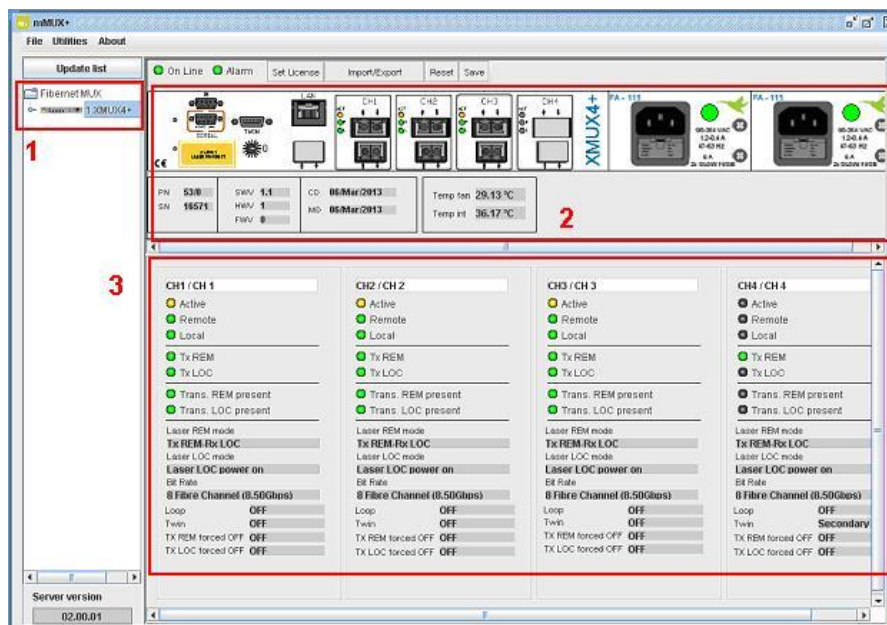 mMUX+
File Utilities About
Update list
On Line Alarm Set License Import/Export Reset Save
Fibernet MUX
1:XMUX4+
1
LAN
CH1 CH2 CH3 CH4
XMUX4+
FA - 111
FA - 111
SERIAL
TWIN
CE
PN 53/0
SN 16571
SWV 1.1
HWV 1
FWV 0
CD 06/Mar/2013
MD 06/Mar/2013
Temp fan 29.13 ºC
Temp int 36.17 ºC
2
3
CH1 / CH 1 CH2 / CH 2 CH3 / CH 3 CH4 / CH 4
Active Active Active Active
Remote Remote Remote Remote
Local Local Local Local
Tx REM Tx REM Tx REM Tx REM
Tx LOC Tx LOC Tx LOC Tx LOC
Trans. REM present Trans. REM present Trans. REM present Trans. REM present
Trans. LOC present Trans. LOC present Trans. LOC present Trans. LOC present
Laser REM mode Laser REM mode Laser REM mode Laser REM mode
Tx REM-Rx LOC Tx REM-Rx LOC Tx REM-Rx LOC Tx REM-Rx LOC
Laser LOC mode Laser LOC mode Laser LOC mode Laser LOC mode
Laser LOC power on Laser LOC power on Laser LOC power on Laser LOC power on
Bit Rate Bit Rate Bit Rate Bit Rate
8 Fibre Channel (8.50Gbps) 8 Fibre Channel (8.50Gbps) 8 Fibre Channel (8.50Gbps) 8 Fibre Channel (8.50Gbps)
Loop OFF Loop OFF Loop OFF Loop OFF
Twin OFF Twin OFF Twin OFF Twin Secondary
TX REM forced OFF OFF TX REM forced OFF OFF TX REM forced OFF OFF TX REM forced OFF OFF
TX LOC forced OFF OFF TX LOC forced OFF OFF TX LOC forced OFF OFF TX LOC forced OFF OFF
Server version
02.00.01